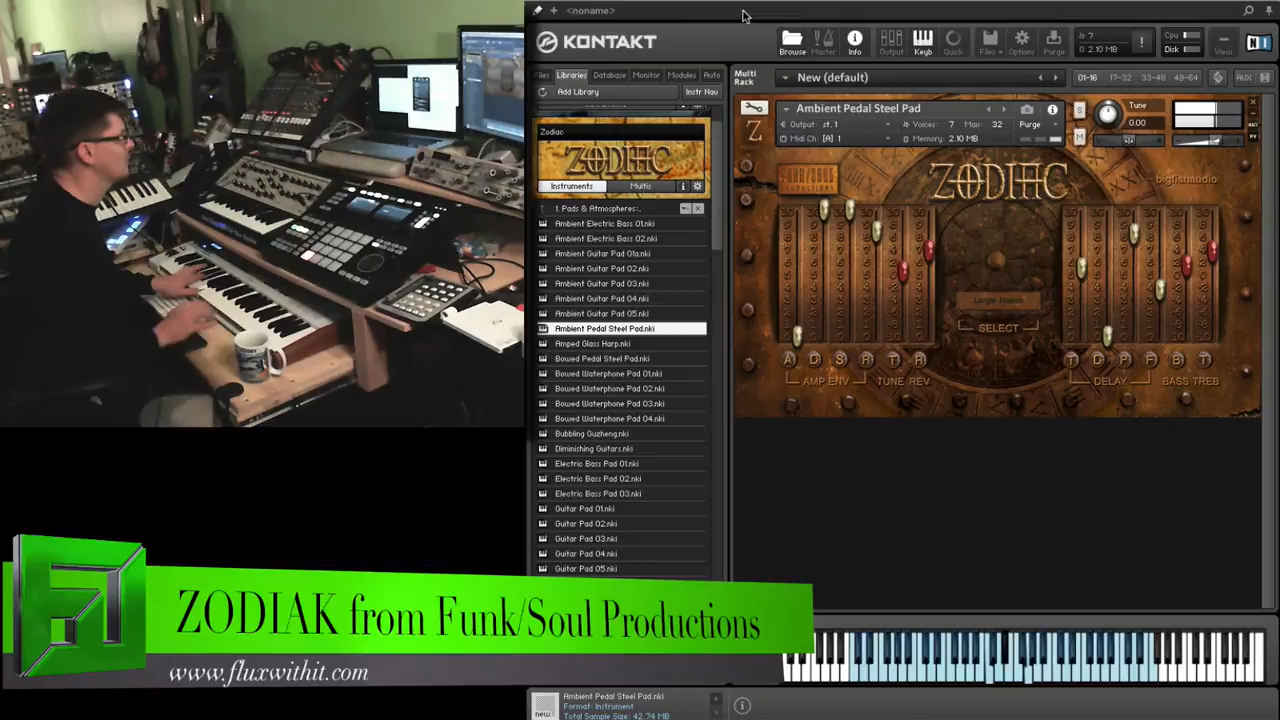 <noname>
KONTAKT
Browse
Master
Info
Output
Keyb
Quick
Files
Options
Purge
7
2.10 MB
!
Cpu
Disk
View
Files Libraries Database Monitor Modules Auto
Add Library
Instr Nav
Multi Rack
New (default)
01-16 17-32 33-48 49-64
AUX
Zodiac
ZODIAC
Instruments
Multis
1. Pads & Atmospheres
Ambient Electric Bass 01.nki
Ambient Electric Bass 02.nki
Ambient Guitar Pad 01a.nki
Ambient Guitar Pad 02.nki
Ambient Guitar Pad 03.nki
Ambient Guitar Pad 04.nki
Ambient Guitar Pad 05.nki
Ambient Pedal Steel Pad.nki
Amped Glass Harp.nki
Bowed Pedal Steel Pad.nki
Bowed Waterphone Pad 01.nki
Bowed Waterphone Pad 02.nki
Bowed Waterphone Pad 03.nki
Bowed Waterphone Pad 04.nki
Bubbling Guzheng.nki
Diminishing Guitars.nki
Electric Bass Pad 01.nki
Electric Bass Pad 02.nki
Electric Bass Pad 03.nki
Guitar Pad 01.nki
Guitar Pad 02.nki
Guitar Pad 03.nki
Guitar Pad 04.nki
Guitar Pad 05.nki
Ambient Pedal Steel Pad
Output: st. 1
Voices: 7 Max: 32
Purge
Midi Ch: [A] 1
Memory: 2.10 MB
Tune
0.00
S
M
ZODIAC
bigfishaudio
Large Room
SELECT
A D S R T R
AMP ENV TUNE REV
T D P F B T
DELAY BASS TREB
ZODIAK from Funk/Soul Productions
www.fluxwithit.com
Ambient Pedal Steel Pad.nki
Format: Instrument
Total Sample Size: 42.74 MB
new